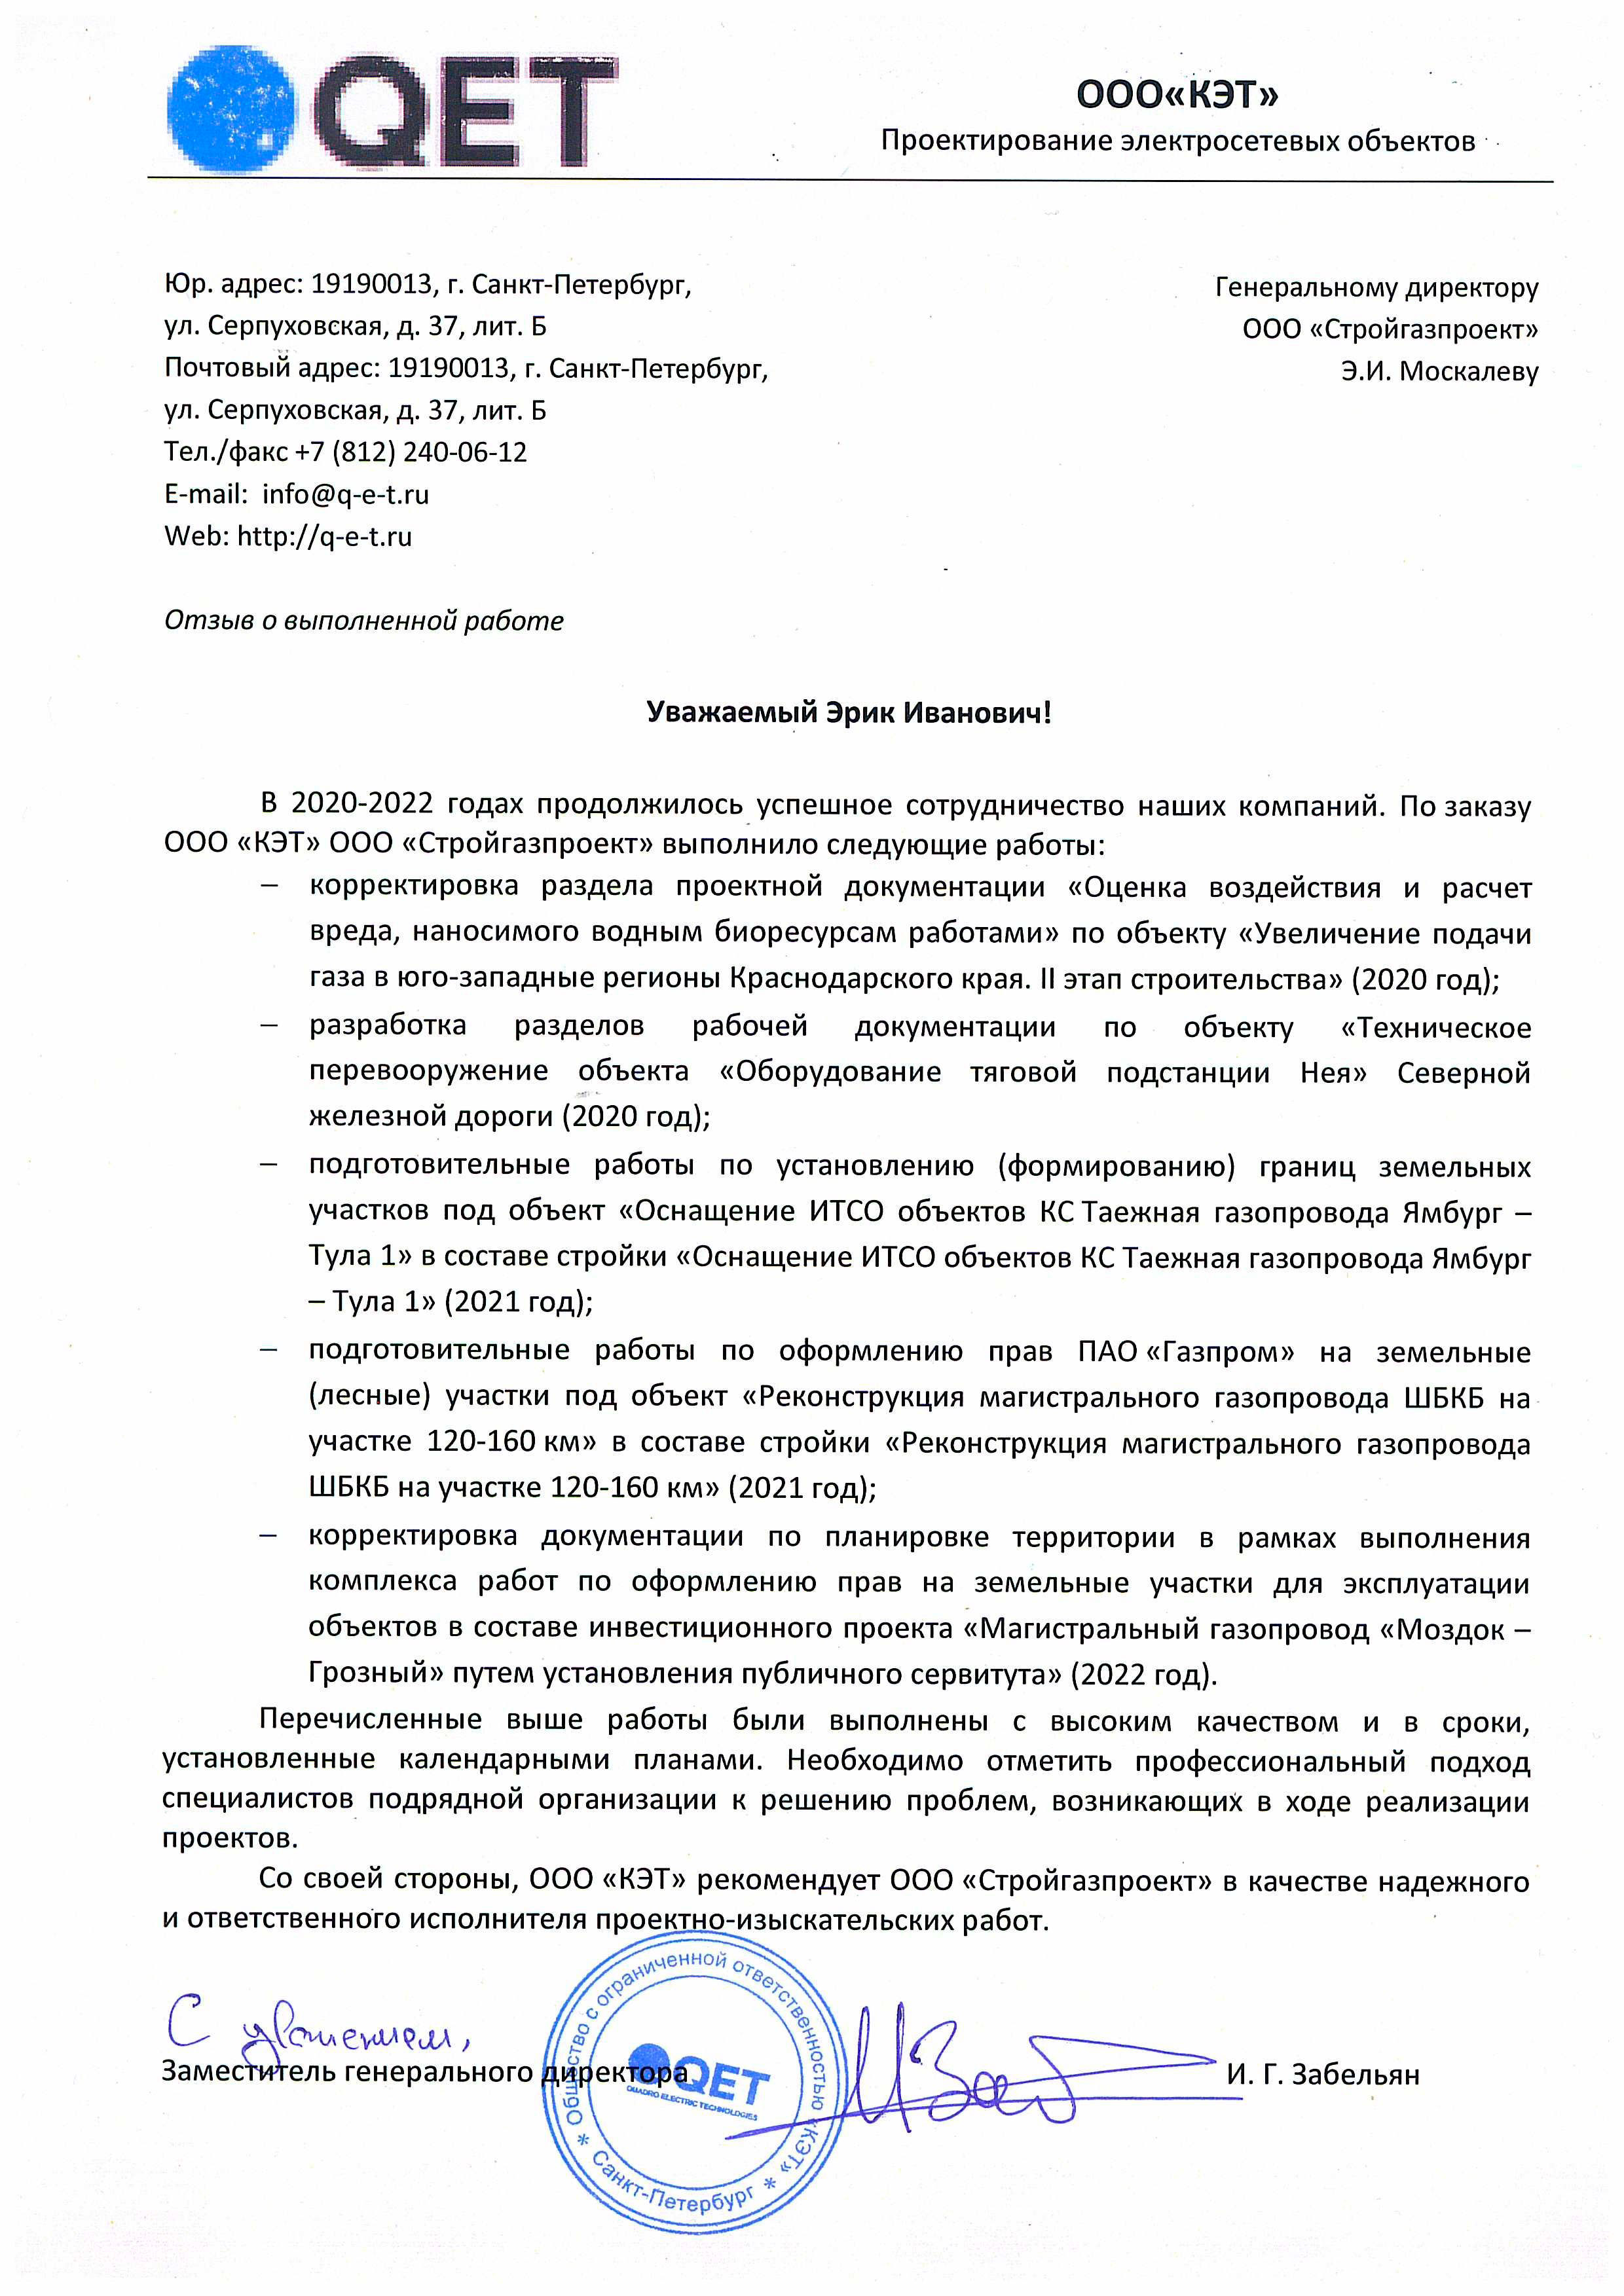 QET
ООО«КЭТ»
Проектирование электросетевых объектов
Юр. адрес: 19190013, г. Санкт-Петербург,
ул. Серпуховская, д. 37, лит. Б
Почтовый адрес: 19190013, г. Санкт-Петербург,
ул. Серпуховская, д. 37, лит. Б
Тел./факс +7 (812) 240-06-12
E-mail: info@q-e-t.ru
Web: http://q-e-t.ru
Генеральному директору
ООО «Стройгазпроект»
Э.И. Москалеву
Отзыв о выполненной работе
Уважаемый Эрик Иванович!
В 2020-2022 годах продолжилось успешное сотрудничество наших компаний. По заказу
ООО «КЭТ» ООО «Стройгазпроект» выполнило следующие работы:
– корректировка раздела проектной документации «Оценка воздействия и расчет
вреда, наносимого водным биоресурсам работами» по объекту «Увеличение подачи
газа в юго-западные регионы Краснодарского края. II этап строительства» (2020 год);
– разработка разделов рабочей документации по объекту «Техническое
перевооружение объекта «Оборудование тяговой подстанции Нея» Северной
железной дороги (2020 год);
– подготовительные работы по установлению (формированию) границ земельных
участков под объект «Оснащение ИТСО объектов КС Таежная газопровода Ямбург –
Тула 1» в составе стройки «Оснащение ИТСО объектов КС Таежная газопровода Ямбург
– Тула 1» (2021 год);
– подготовительные работы по оформлению прав ПАО «Газпром» на земельные
(лесные) участки под объект «Реконструкция магистрального газопровода ШБКБ на
участке 120-160 км» в составе стройки «Реконструкция магистрального газопровода
ШБКБ на участке 120-160 км» (2021 год);
– корректировка документации по планировке территории в рамках выполнения
комплекса работ по оформлению прав на земельные участки для эксплуатации
объектов в составе инвестиционного проекта «Магистральный газопровод «Моздок –
Грозный» путем установления публичного сервитута» (2022 год).
Перечисленные выше работы были выполнены с высоким качеством и в сроки,
установленные календарными планами. Необходимо отметить профессиональный подход
специалистов подрядной организации к решению проблем, возникающих в ходе реализации
проектов.
Со своей стороны, ООО «КЭТ» рекомендует ООО «Стройгазпроект» в качестве надежного
и ответственного исполнителя проектно-изыскательских работ.
С уважением,
Заместитель генерального директора
И. Г. Забельян
Общество с ограниченной ответственностью «КЭТ»
* Санкт-Петербург *
QET
QUADRO ELECTRIC TECHNOLOGIES